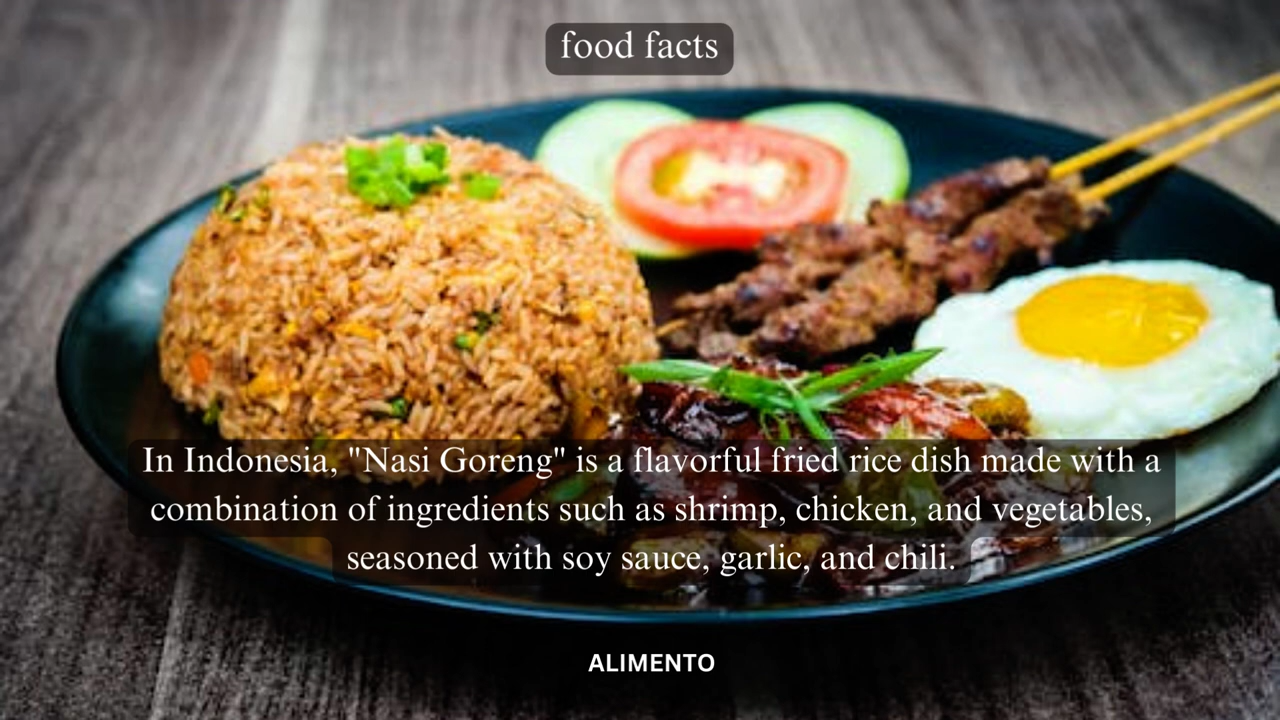 food facts
In Indonesia, "Nasi Goreng" is a flavorful fried rice dish made with a
combination of ingredients such as shrimp, chicken, and vegetables,
seasoned with soy sauce, garlic, and chili.
ALIMENTO